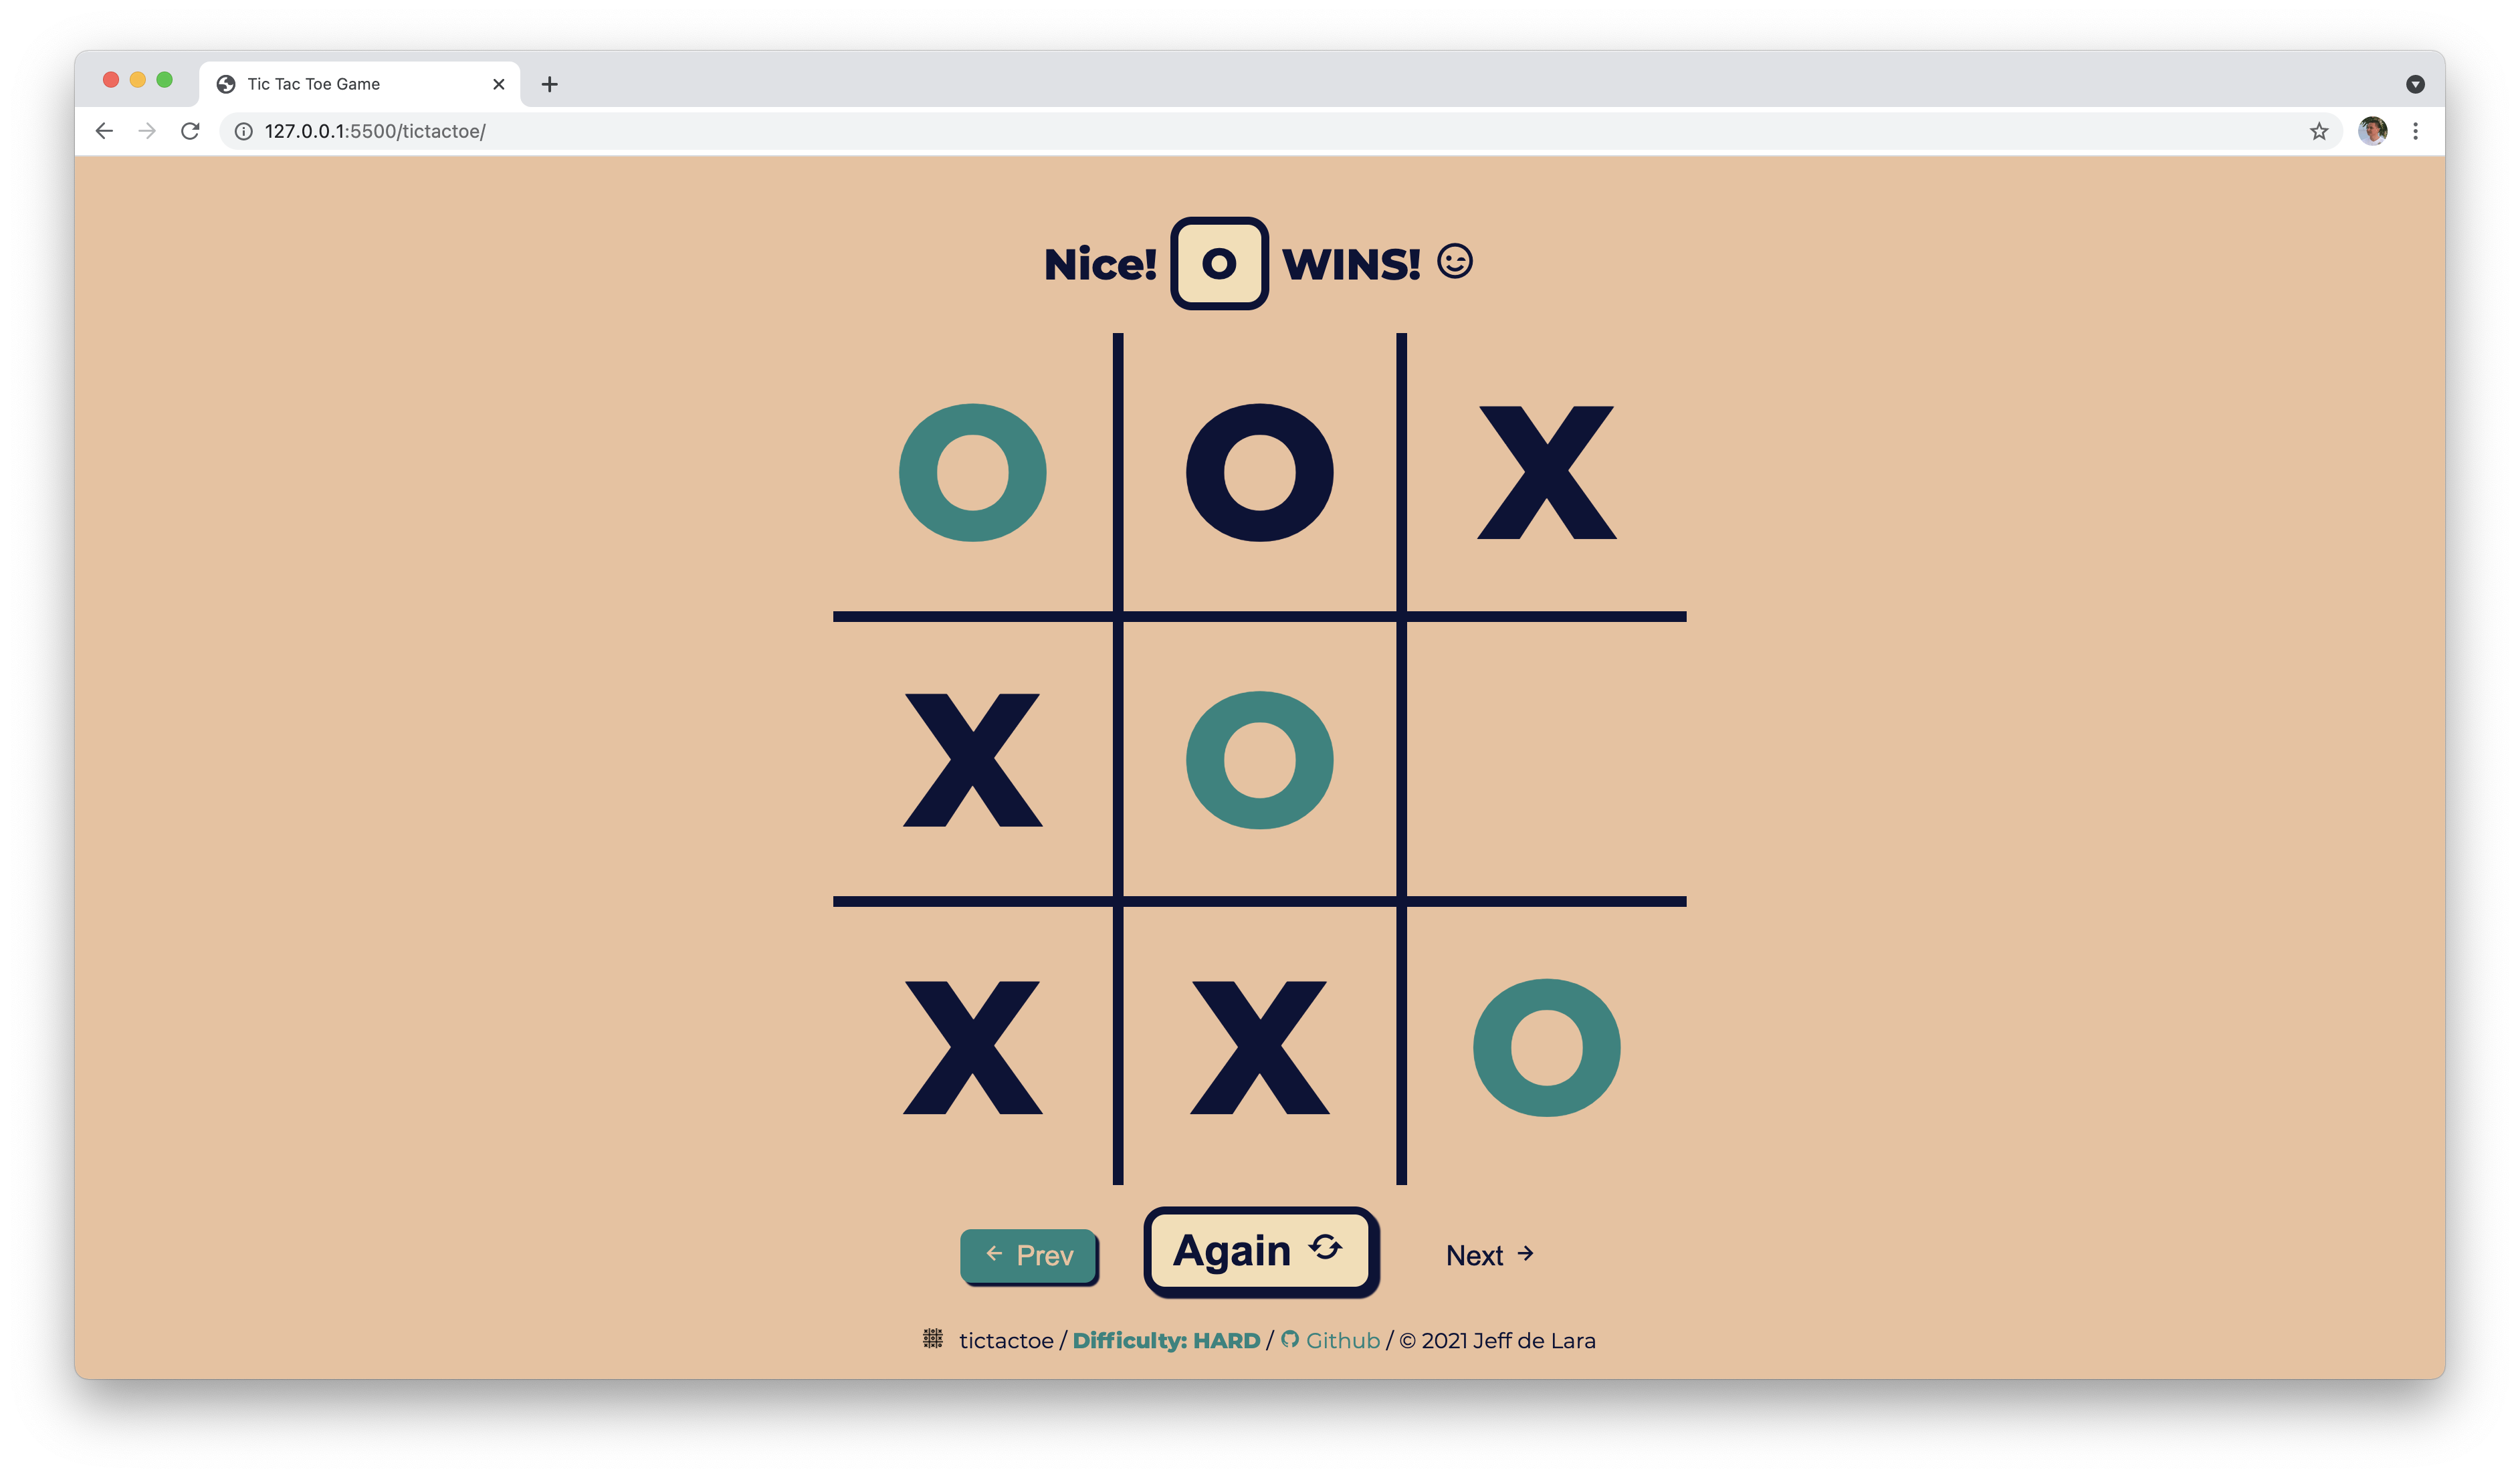 Tic Tac Toe Game
127.0.0.1:5500/tictactoe/
Nice! O WINS!
O O X
X O
X X O
Prev Again Next
tictactoe / Difficulty: HARD / Github / © 2021 Jeff de Lara